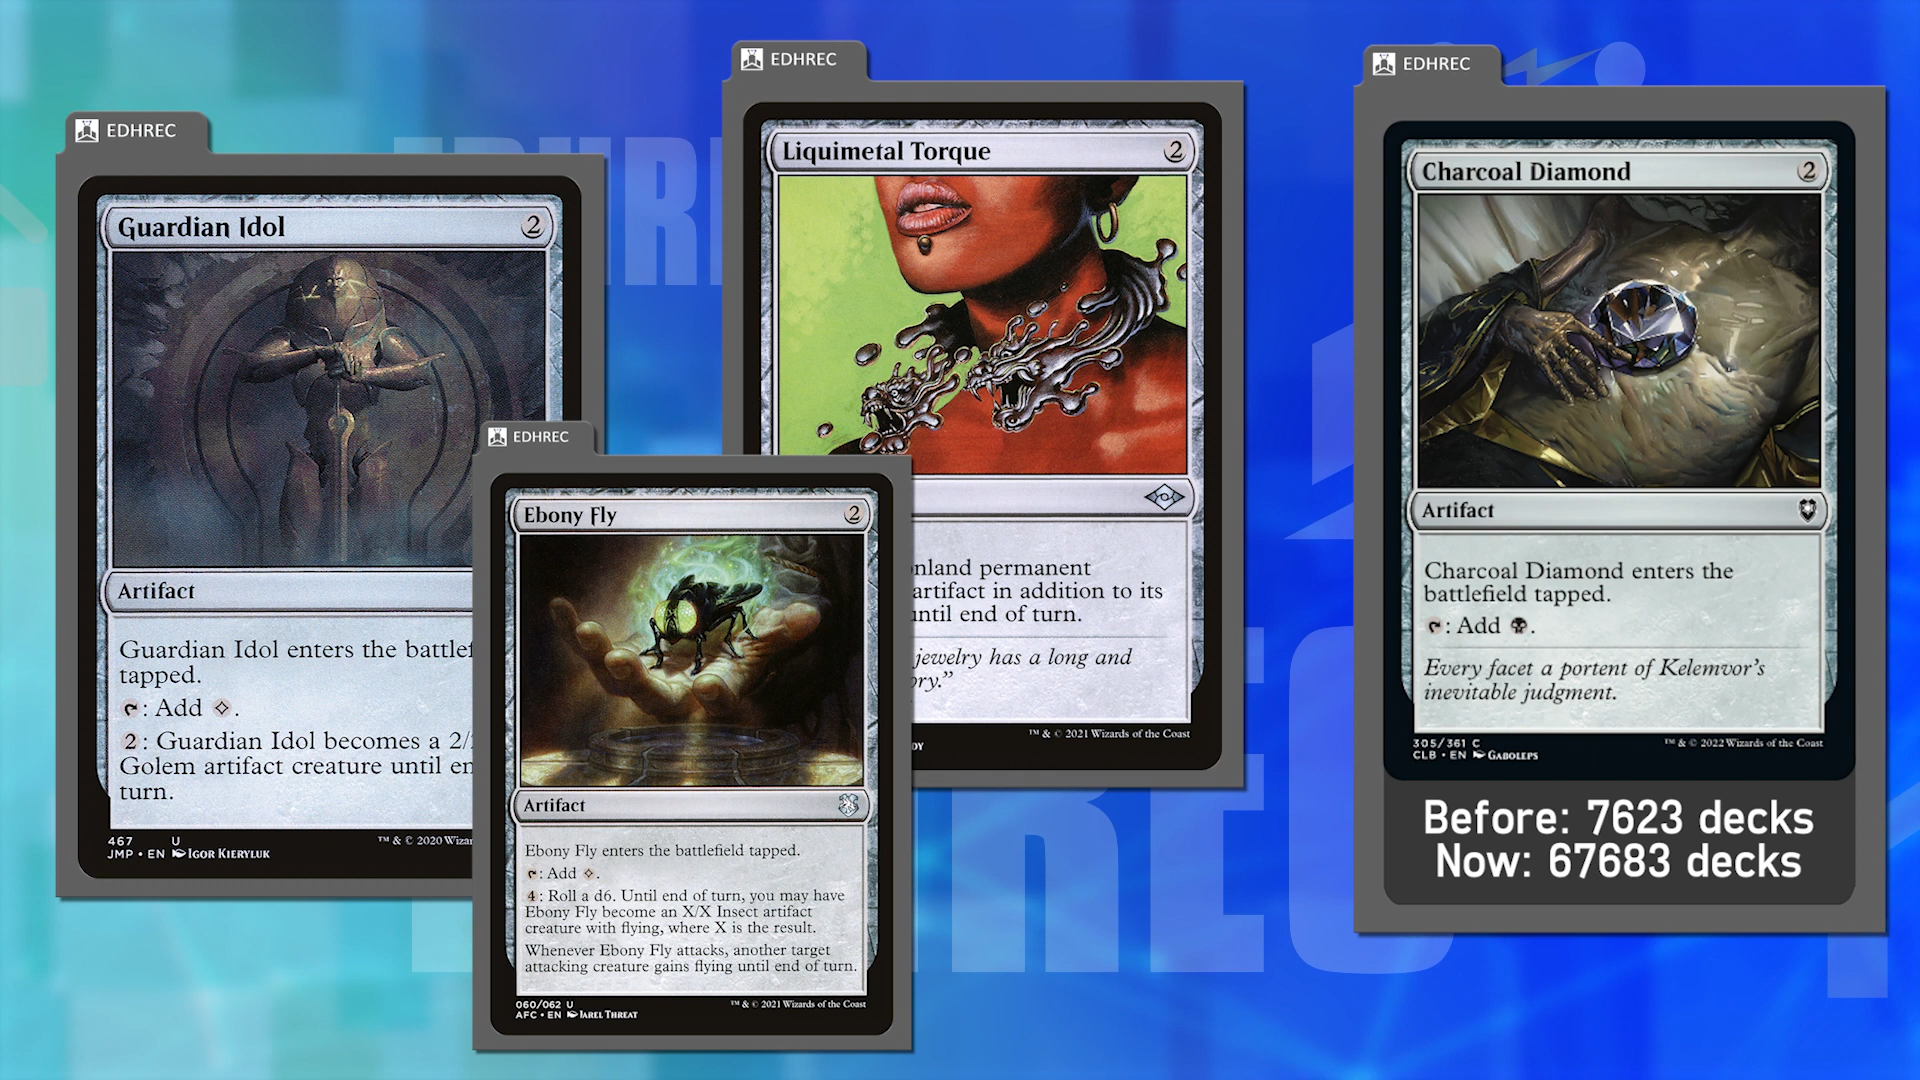 EDHREC
Guardian Idol 2
Artifact
Guardian Idol enters the
tapped.
: Add .
2: Guardian Idol becomes a
Golem artifact creature until
turn.
467 U
JMP • EN IGOR KIERYLUK
™ & © 2020
EDHREC
Ebony Fly 2
Artifact
Ebony Fly enters the battlefield tapped.
: Add .
4: Roll a d6. Until end of turn, you may have
Ebony Fly become an X/X Insect artifact
creature with flying, where X is the result.
Whenever Ebony Fly attacks, another target
attacking creature gains flying until end of turn.
060/062 U
AFC • EN JAREL THREAT
™ & © 2021 Wizards of the Coast
EDHREC
Liquimetal Torque 2
permanent
artifact in addition to its
until end of turn.
jewelry has a long and
™ & © 2021 Wizards of the Coast
EDHREC
Charcoal Diamond 2
Artifact
Charcoal Diamond enters the
battlefield tapped.
: Add .
Every facet a portent of Kelemvor's
inevitable judgment.
305/361 C
CLB • EN GABOLEPS
™ & © 2022 Wizards of the Coast
Before: 7623 decks
Now: 67683 decks